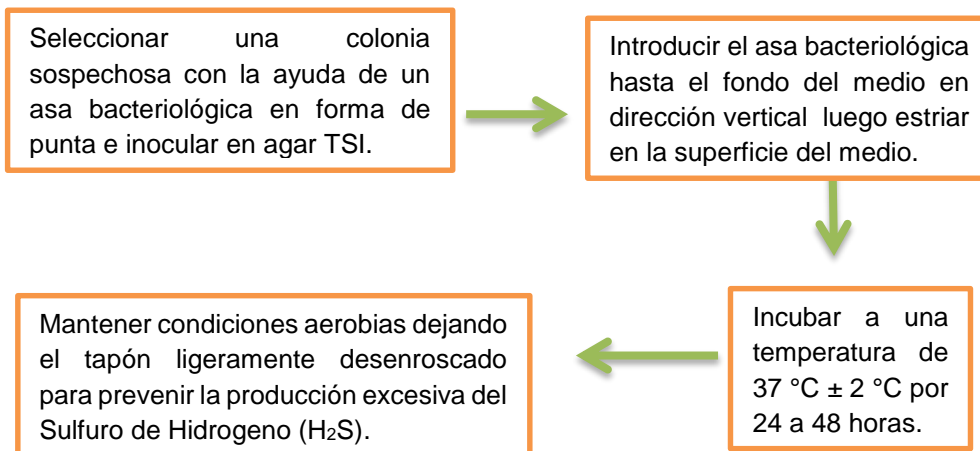 Seleccionar una colonia
sospechosa con la ayuda de un
asa bacteriológica en forma de
punta e inocular en agar TSI.
Introducir el asa bacteriológica
hasta el fondo del medio en
dirección vertical luego estriar
en la superficie del medio.
Incubar a una
temperatura de
37 °C ± 2 °C por
24 a 48 horas.
Mantener condiciones aerobias dejando
el tapón ligeramente desenroscado
para prevenir la producción excesiva del
Sulfuro de Hidrogeno (H₂S).